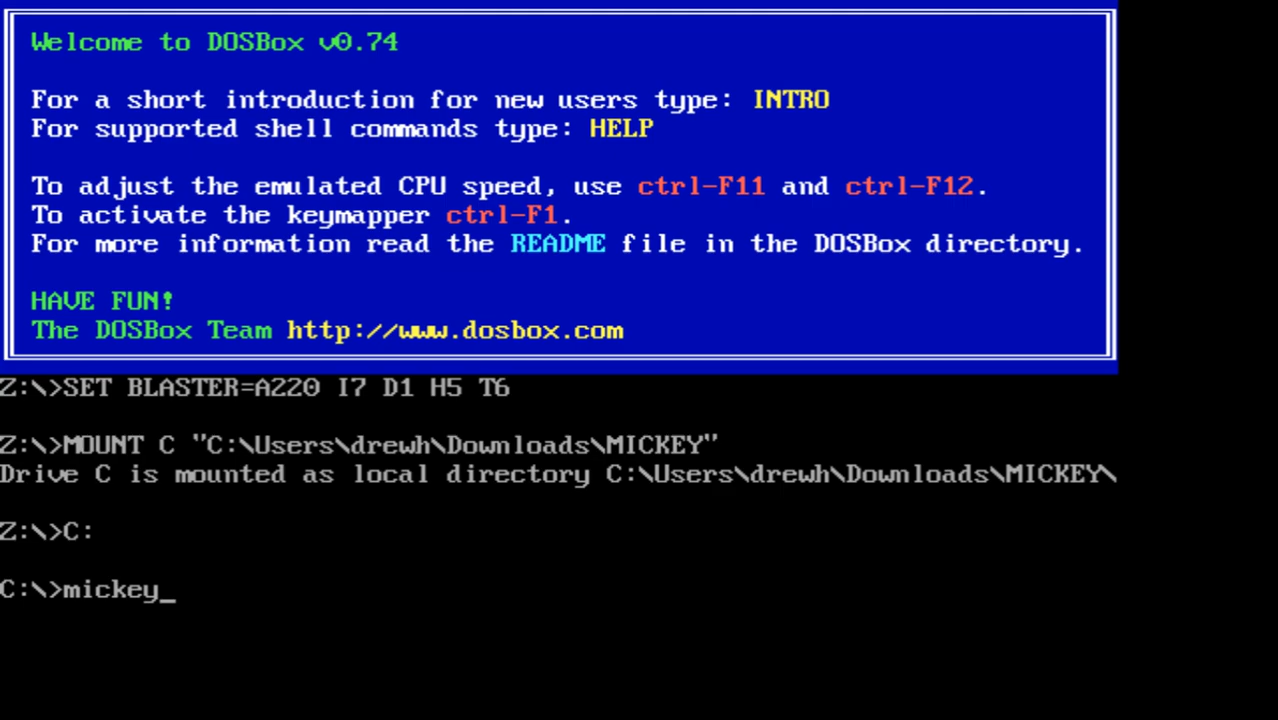 Welcome to DOSBox v0.74
For a short introduction for new users type: INTRO
For supported shell commands type: HELP
To adjust the emulated CPU speed, use ctrl-F11 and ctrl-F12.
To activate the keymapper ctrl-F1.
For more information read the README file in the DOSBox directory.
HAVE FUN!
The DOSBox Team http://www.dosbox.com
Z:\>SET BLASTER=A220 I7 D1 H5 T6
Z:\>MOUNT C "C:\Users\drewh\Downloads\MICKEY"
Drive C is mounted as local directory C:\Users\drewh\Downloads\MICKEY\
Z:\>C:
C:\>mickey_